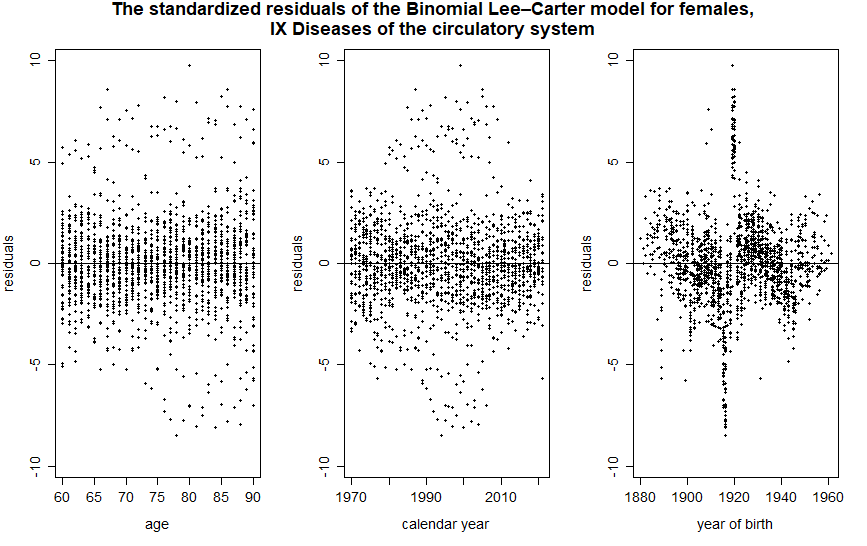 The standardized residuals of the Binomial Lee–Carter model for females,
IX Diseases of the circulatory system
10
5
0
-5
-10
residuals
60 65 70 75 80 85 90
age
10
5
0
-5
-10
residuals
1970 1990 2010
calendar year
10
5
0
-5
-10
residuals
1880 1900 1920 1940 1960
year of birth